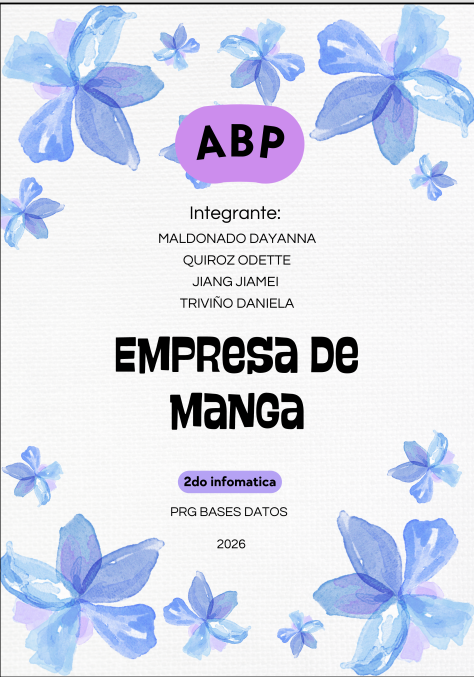 ABP
Integrante:
MALDONADO DAYANNA
QUIROZ ODETTE
JIANG JIAMEI
TRIVIÑO DANIELA
EMPRESA DE
MANGA
2do infomatica
PRG BASES DATOS
2026